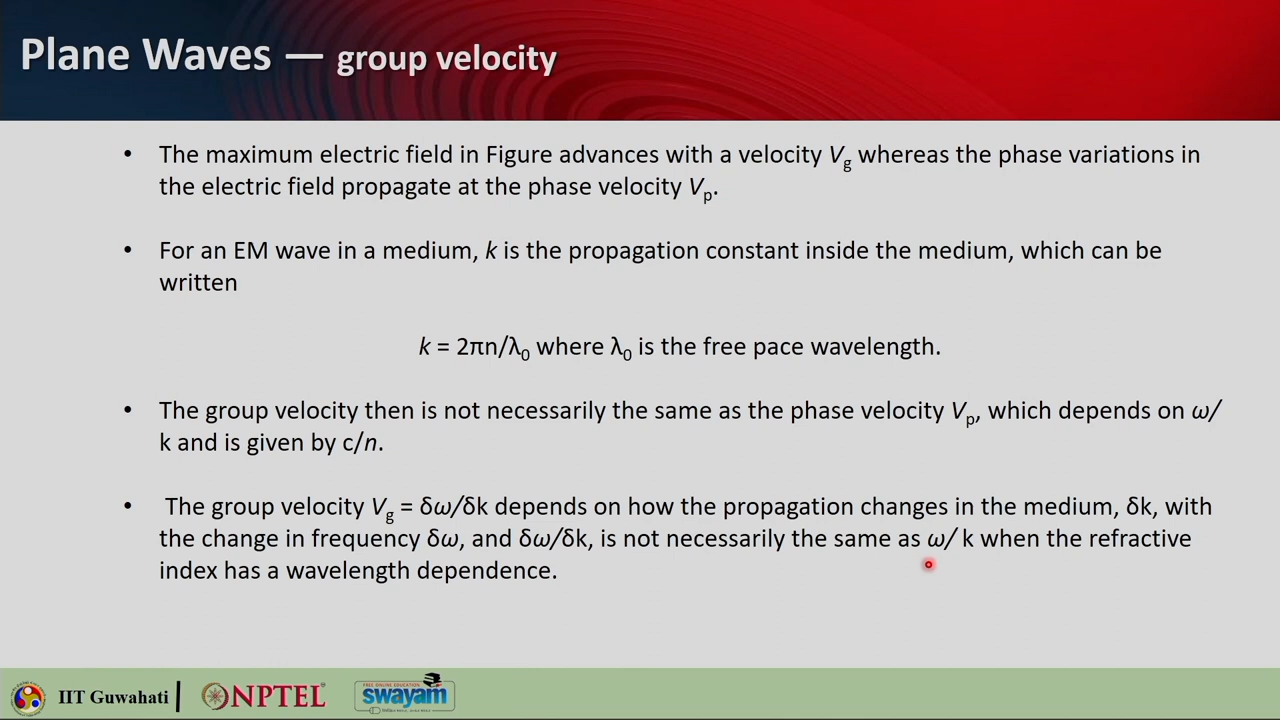 Plane Waves — group velocity
• The maximum electric field in Figure advances with a velocity Vg whereas the phase variations in
the electric field propagate at the phase velocity Vp.
• For an EM wave in a medium, k is the propagation constant inside the medium, which can be
written
k = 2πn/λ0 where λ0 is the free pace wavelength.
• The group velocity then is not necessarily the same as the phase velocity Vp, which depends on ω/
k and is given by c/n.
• The group velocity Vg = δω/δk depends on how the propagation changes in the medium, δk, with
the change in frequency δω, and δω/δk, is not necessarily the same as ω/ k when the refractive
index has a wavelength dependence.
IIT Guwahati
NPTEL
FREE ONLINE EDUCATION
swayam